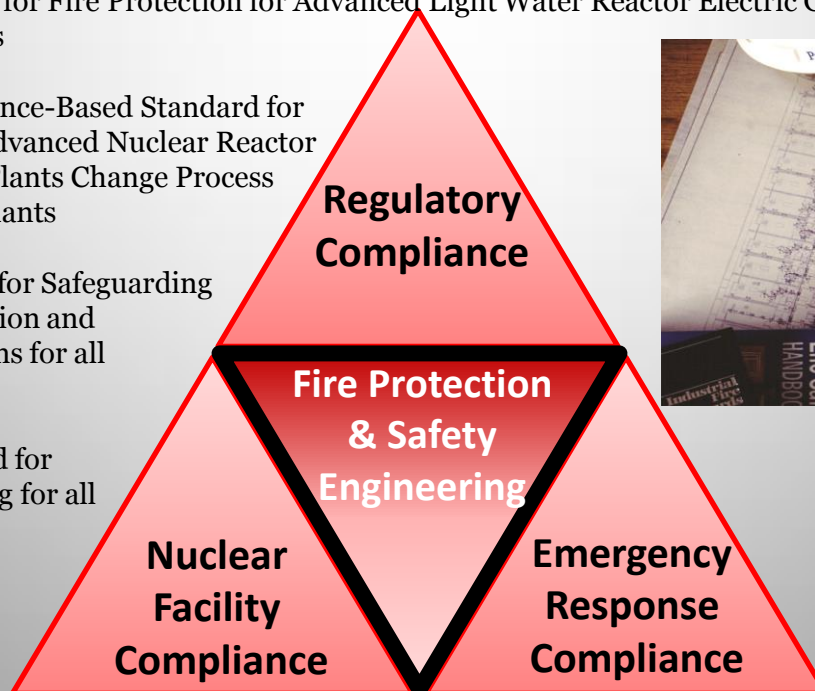 for Fire Protection for Advanced Light Water Reactor Electric
s
nce-Based Standard for
dvanced Nuclear Reactor
lants Change Process
ants
for Safeguarding
ion and
ns for all
d for
g for all
Regulatory
Compliance
Fire Protection
& Safety
Engineering
Nuclear
Facility
Compliance
Emergency
Response
Compliance
Industrial
Fire
HANDBOO